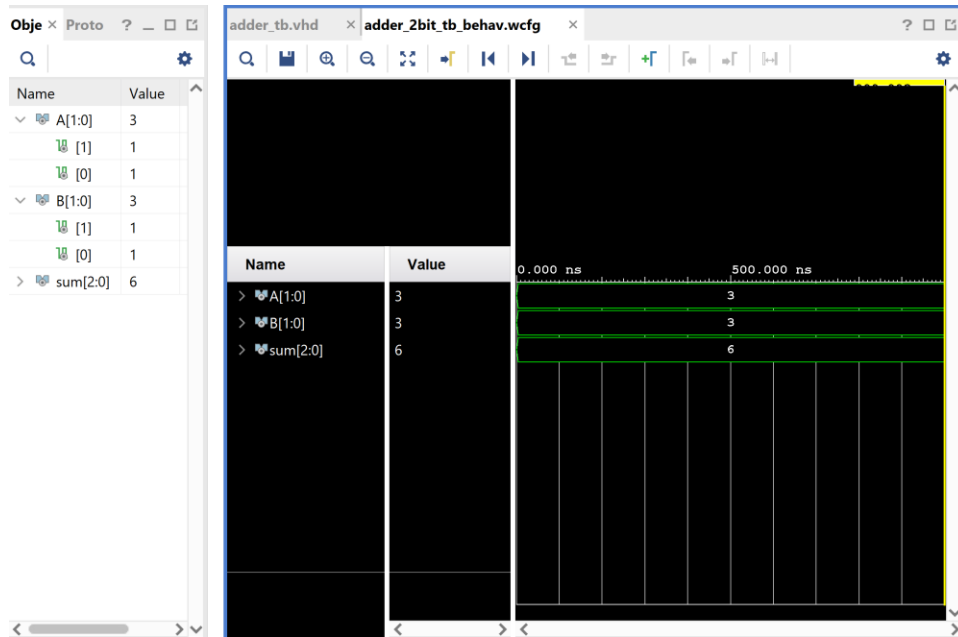 Obje × Proto ? _
Name Value
A[1:0] 3
[1] 1
[0] 1
B[1:0] 3
[1] 1
[0] 1
sum[2:0] 6
adder_tb.vhd × adder_2bit_tb_behav.wcfg × ?
Name Value
0.000 ns 500.000 ns
A[1:0] 3 3
B[1:0] 3 3
sum[2:0] 6 6